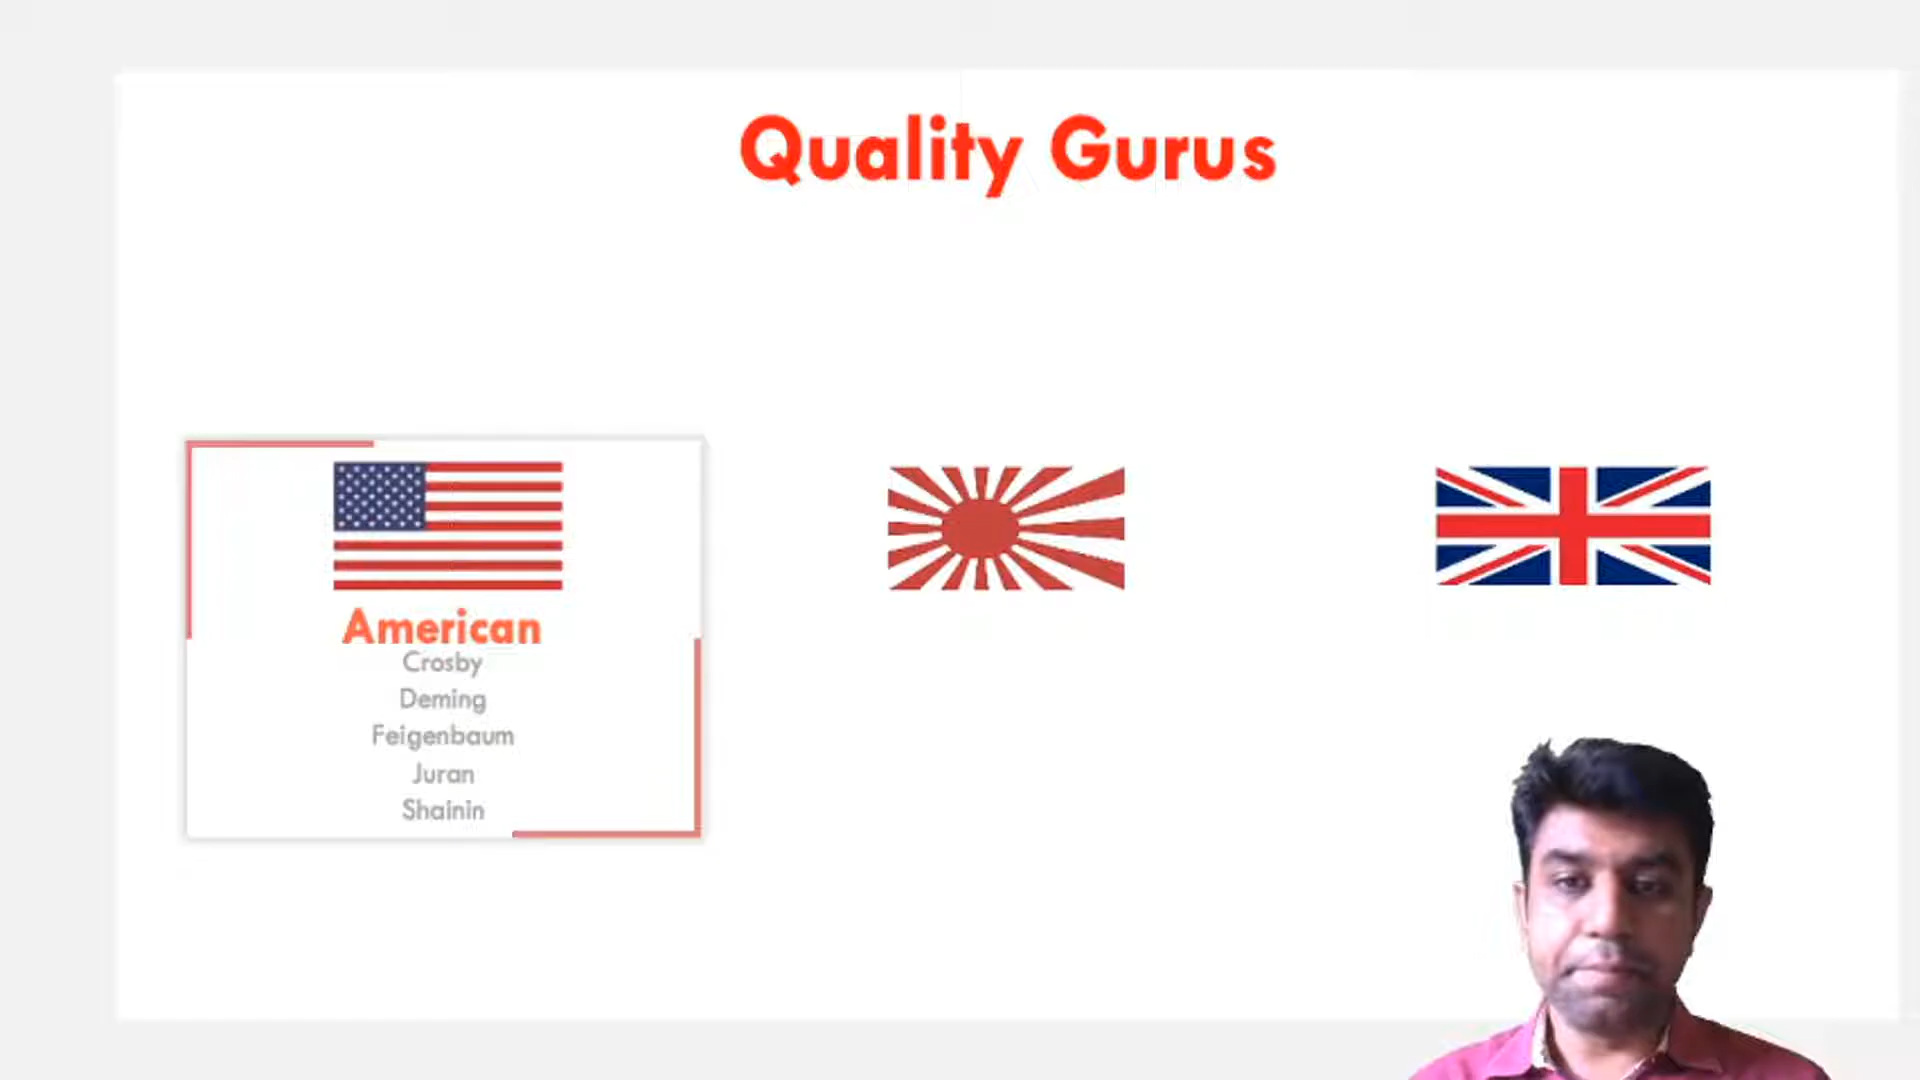 Quality Gurus
American
Crosby
Deming
Feigenbaum
Juran
Shainin